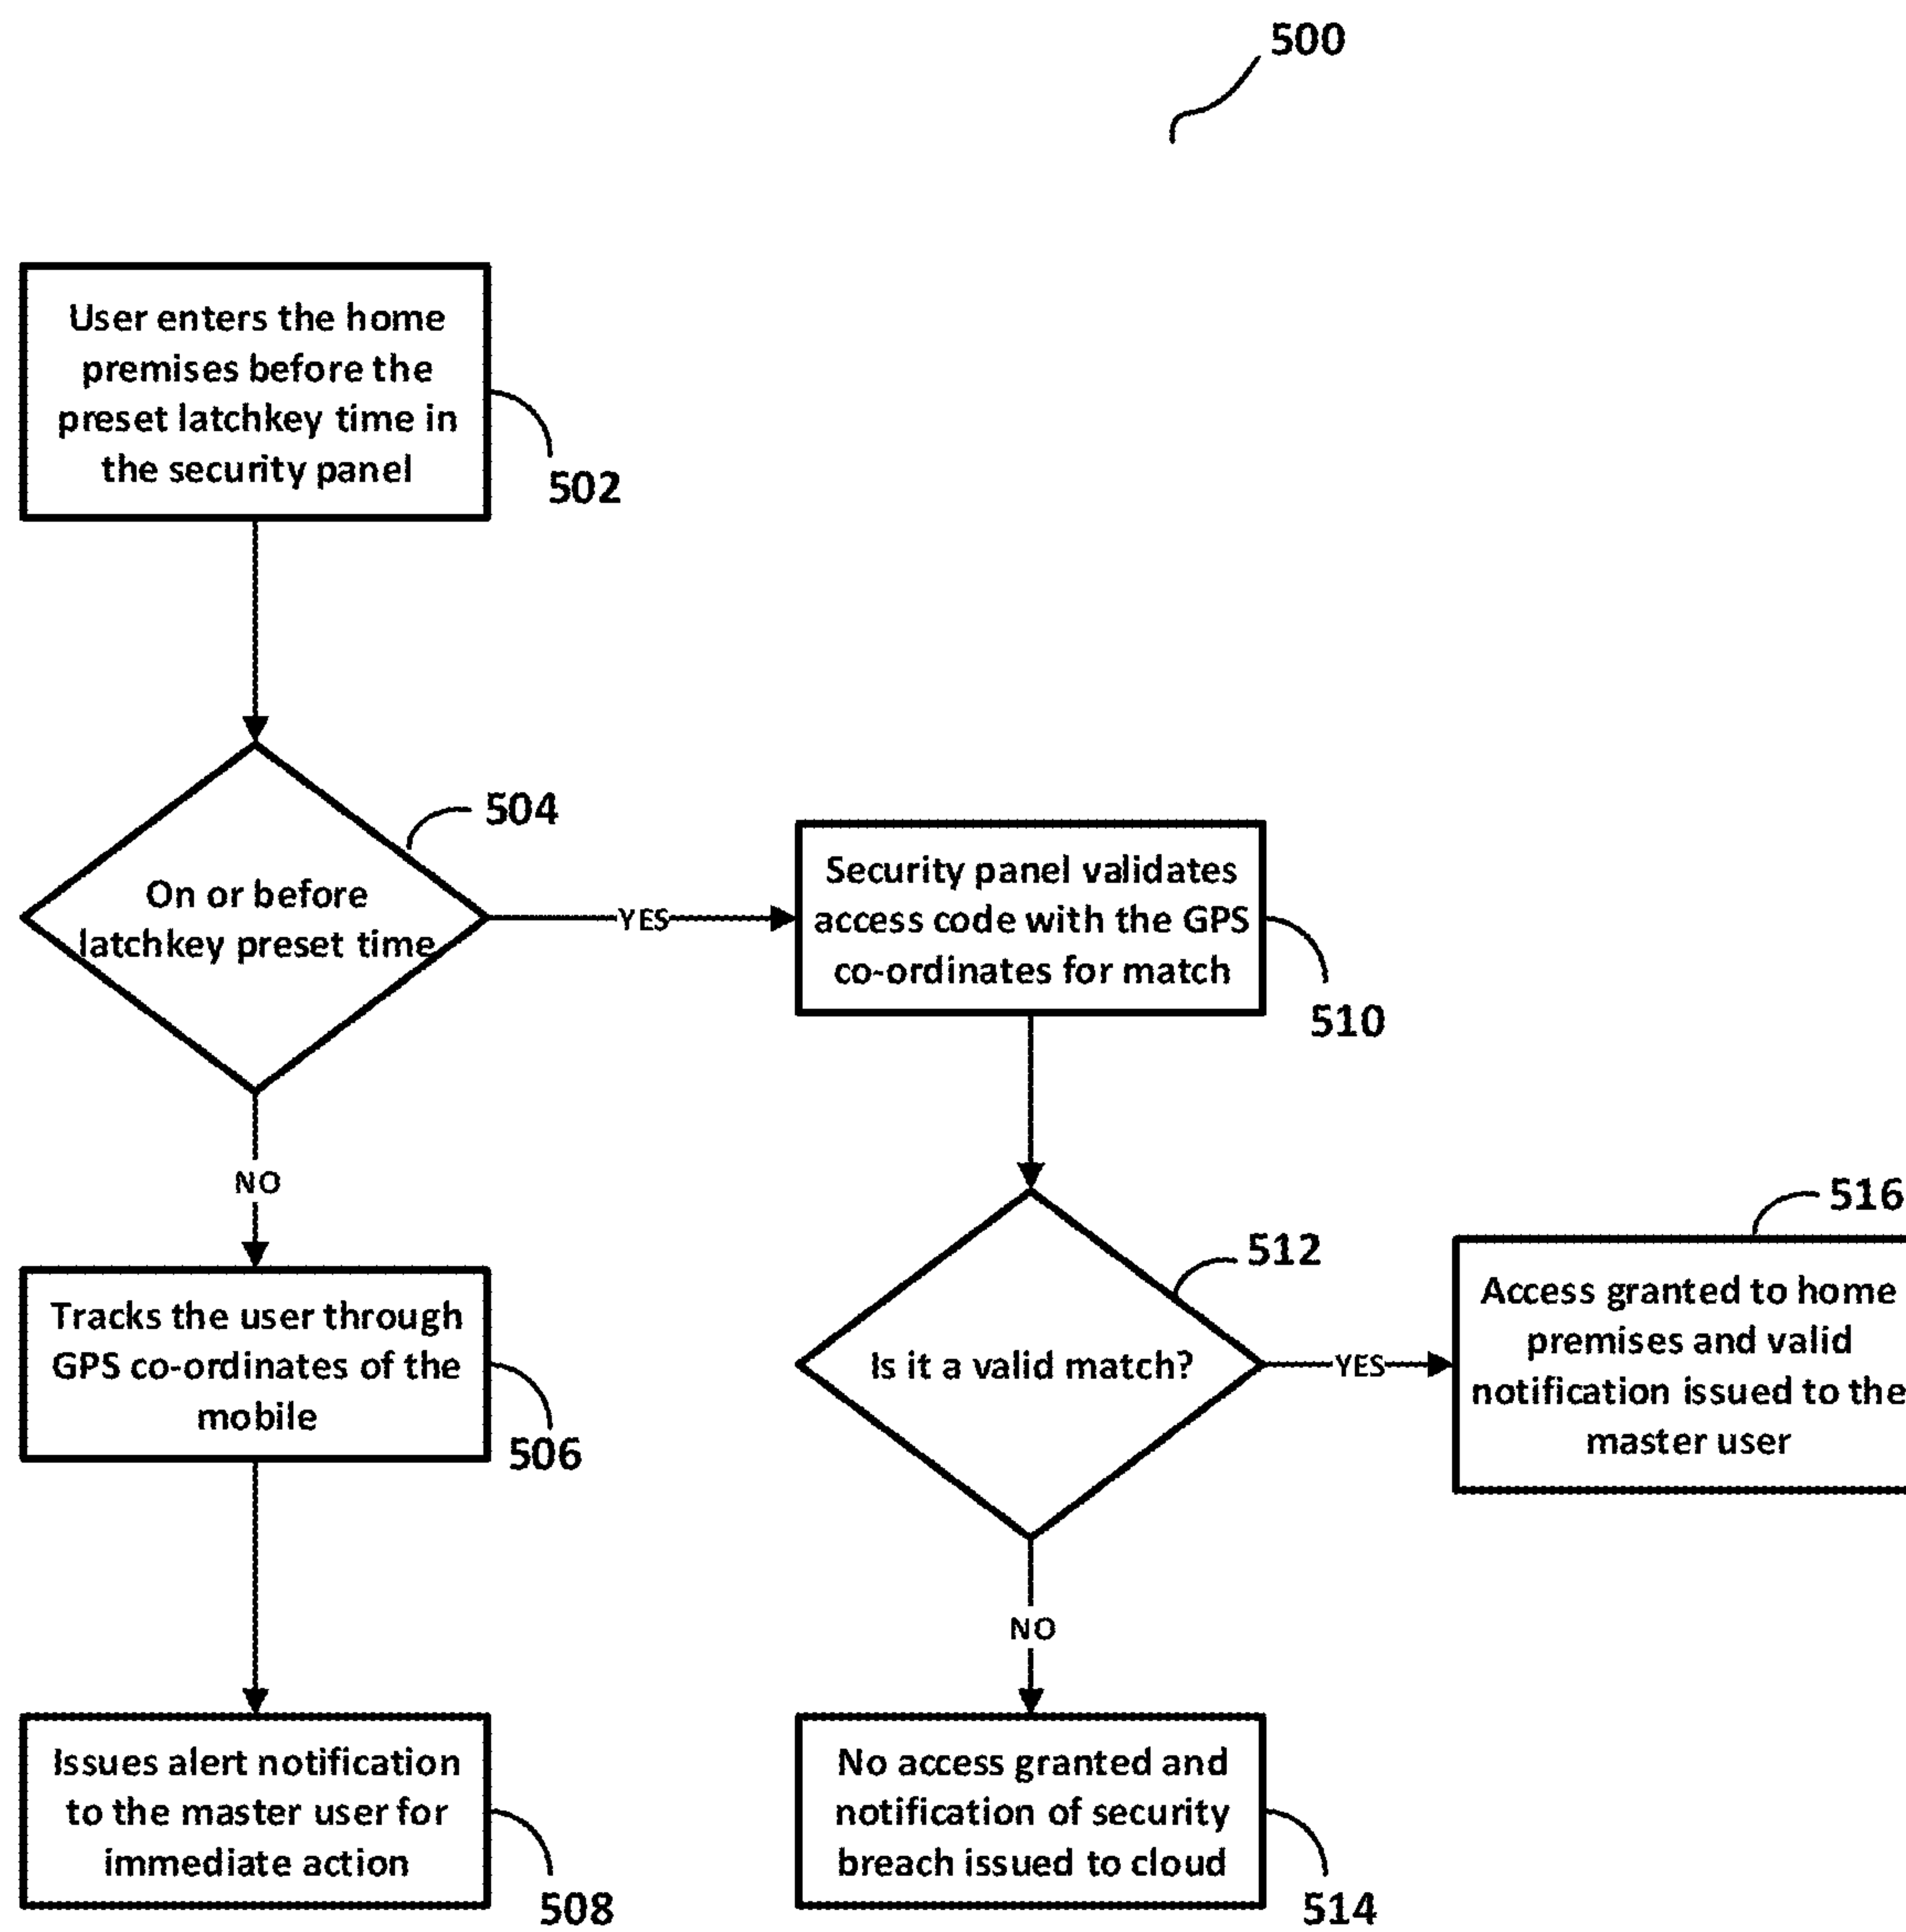 500
User enters the home
premises before the
preset latchkey time in
the security panel
502
504
On or before
latchkey preset time
YES
Security panel validates
access code with the GPS
co-ordinates for match
510
NO
Tracks the user through
GPS co-ordinates of the
mobile
506
512
Is it a valid match?
YES
516
Access granted to home
premises and valid
notification issued to the
master user
NO
Issues alert notification
to the master user for
immediate action
508
No access granted and
notification of security
breach issued to cloud
514